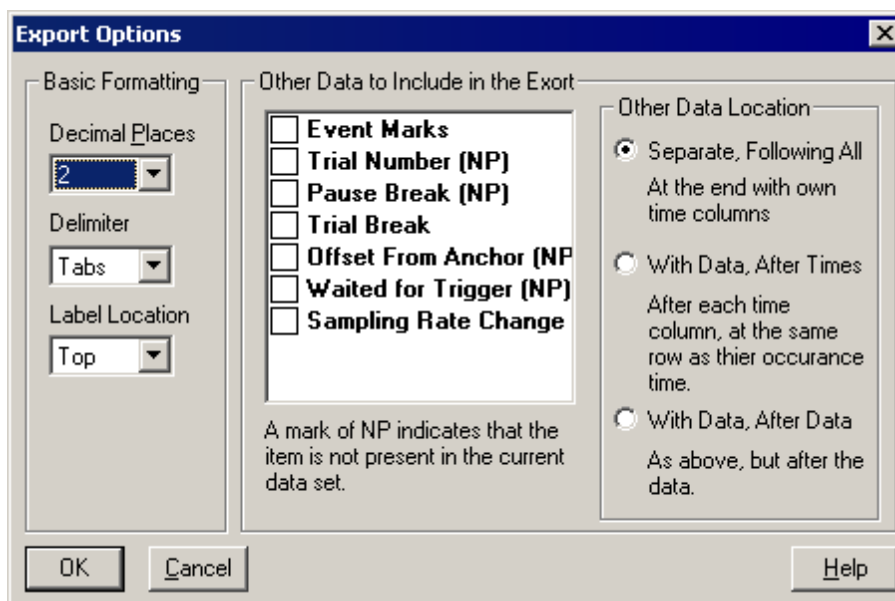 Export Options
Basic Formatting
Decimal Places
2
Delimiter
Tabs
Label Location
Top
Other Data to Include in the Exort
Event Marks
Trial Number (NP)
Pause Break (NP)
Trial Break
Offset From Anchor (NP
Waited for Trigger (NP)
Sampling Rate Change
A mark of NP indicates that the
item is not present in the current
data set.
Other Data Location
Separate, Following All
At the end with own
time columns
With Data, After Times
After each time
column, at the same
row as thier occurance
time.
With Data, After Data
As above, but after the
data.
OK
Cancel
Help